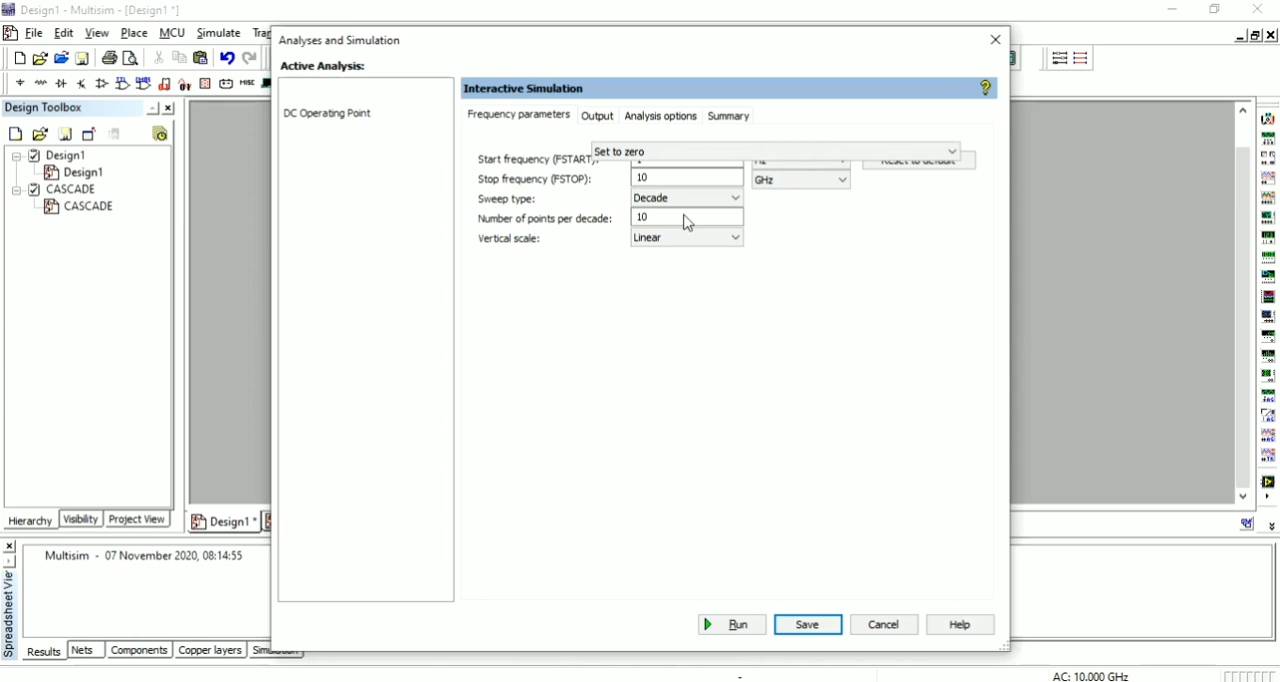 Design1 - Multisim - [Design1 *]
File Edit View Place MCU Simulate
MISC
Design Toolbox
Design1
Design1
CASCADE
CASCADE
Hierarchy Visibility Project View
Design1 *
Analyses and Simulation
Active Analysis:
DC Operating Point
Interactive Simulation
?
Frequency parameters Output Analysis options Summary
Set to zero
Start frequency (FSTART):
Stop frequency (FSTOP): 10 GHz
Sweep type: Decade
Number of points per decade: 10
Vertical scale: Linear
Run Save Cancel Help
Spreadsheet View
Multisim - 07 November 2020, 08:14:55
Results Nets Components Copper layers
- AC: 10.000 GHz